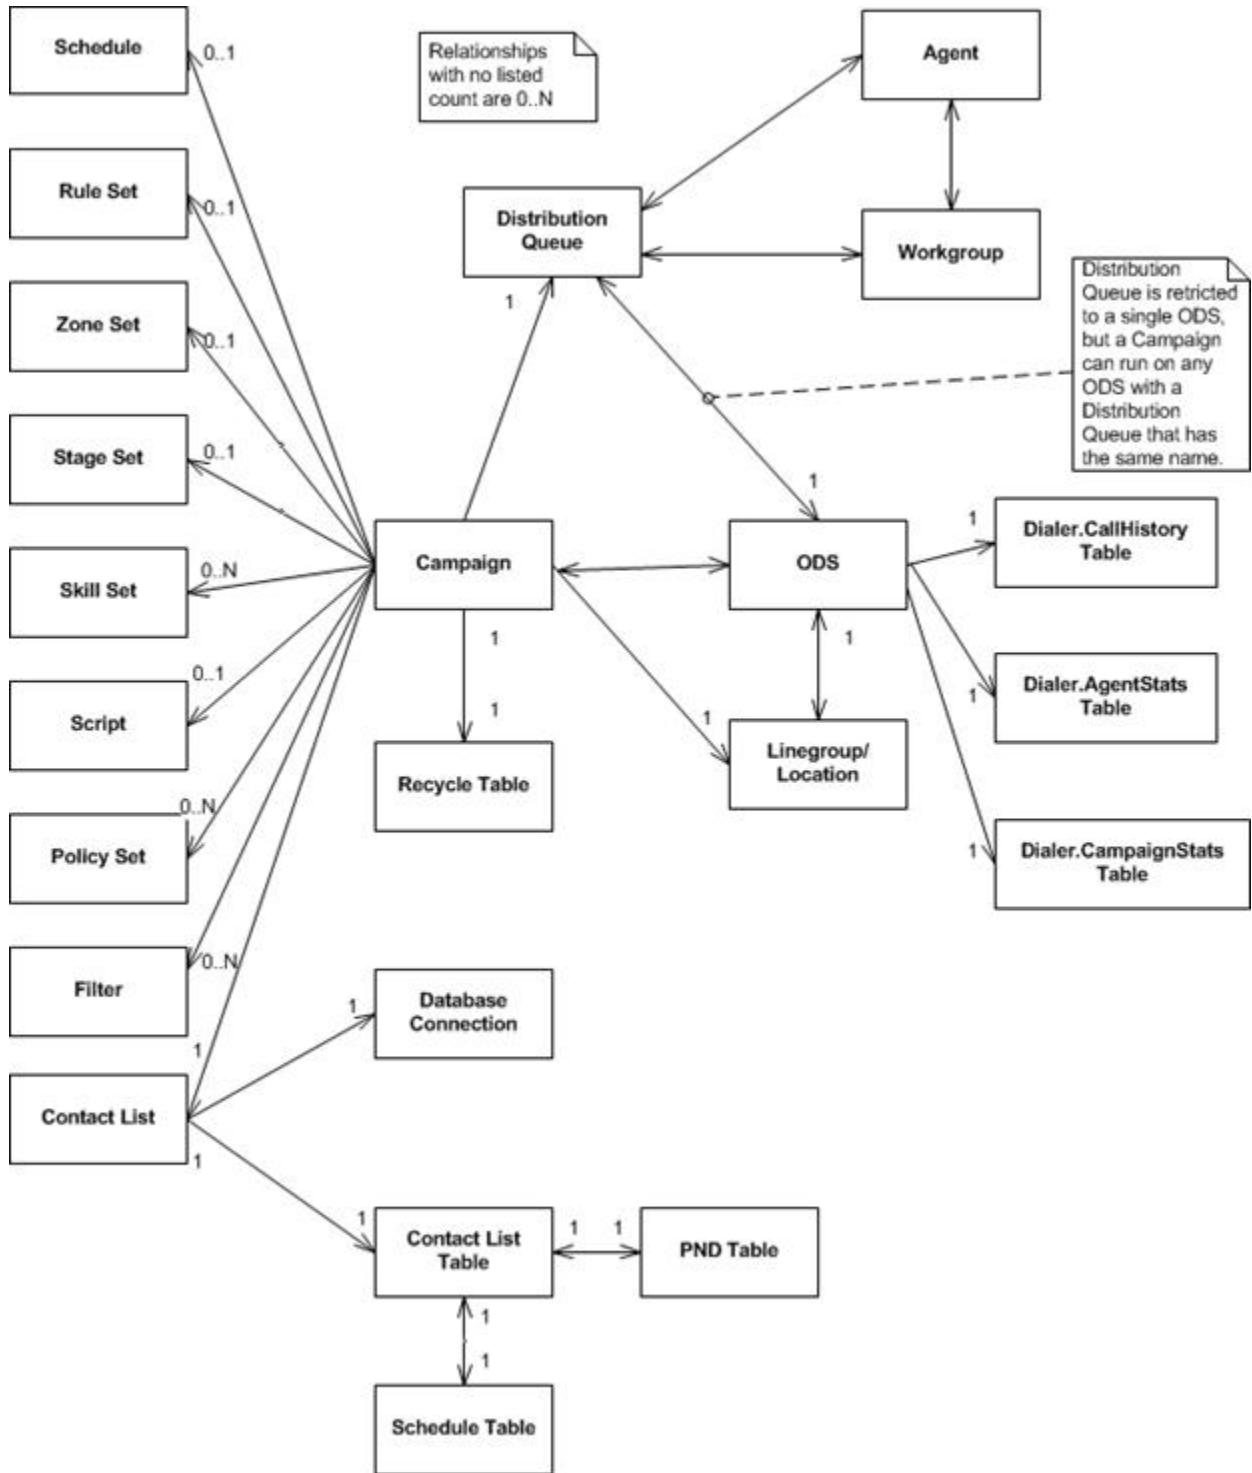 Schedule
0..1
Relationships
with no listed
count are 0..N
Agent
Rule Set
0..1
Distribution
Queue
Workgroup
1
Distribution
Queue is retricted
to a single ODS,
but a Campaign
can run on any
ODS with a
Distribution
Queue that has
the same name.
Zone Set
0..1
Stage Set
0..1
1
Campaign
ODS
1
Dialer.CallHistory
Table
Skill Set
0..N
1
1
Script
0..1
1
Dialer.AgentStats
Table
1
1
Recycle Table
Linegroup/
Location
Policy Set
0..N
1
Dialer.CampaignStats
Table
Filter
0..N
1
Database
Connection
1
Contact List
1
1
Contact List
Table
1
1
PND Table
1
1
Schedule Table